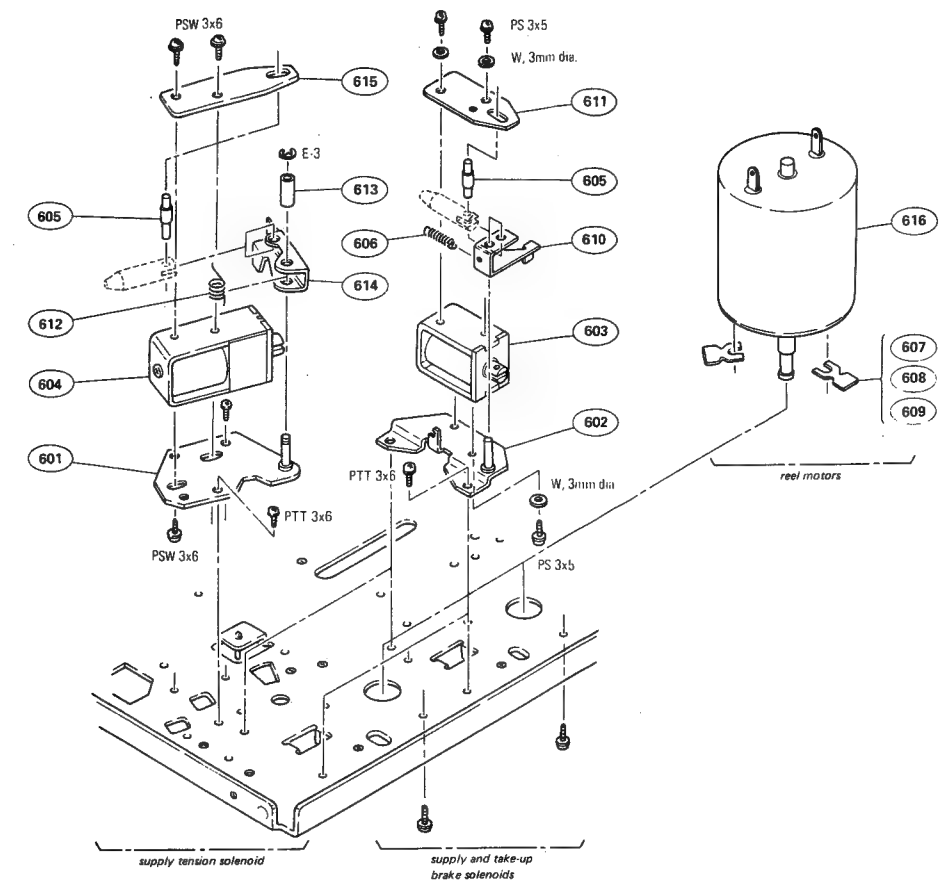 PSW 3x6
PS 3x5
W, 3mm dia.
615
611
E-3
613
605
605
606
610
616
614
612
603
604
607
608
609
602
601
reel motors
PTT 3x6
W, 3mm dia
PTT 3x6
PSW 3x6
PS 3x5
supply tension solenoid
supply and take-up
brake solenoids